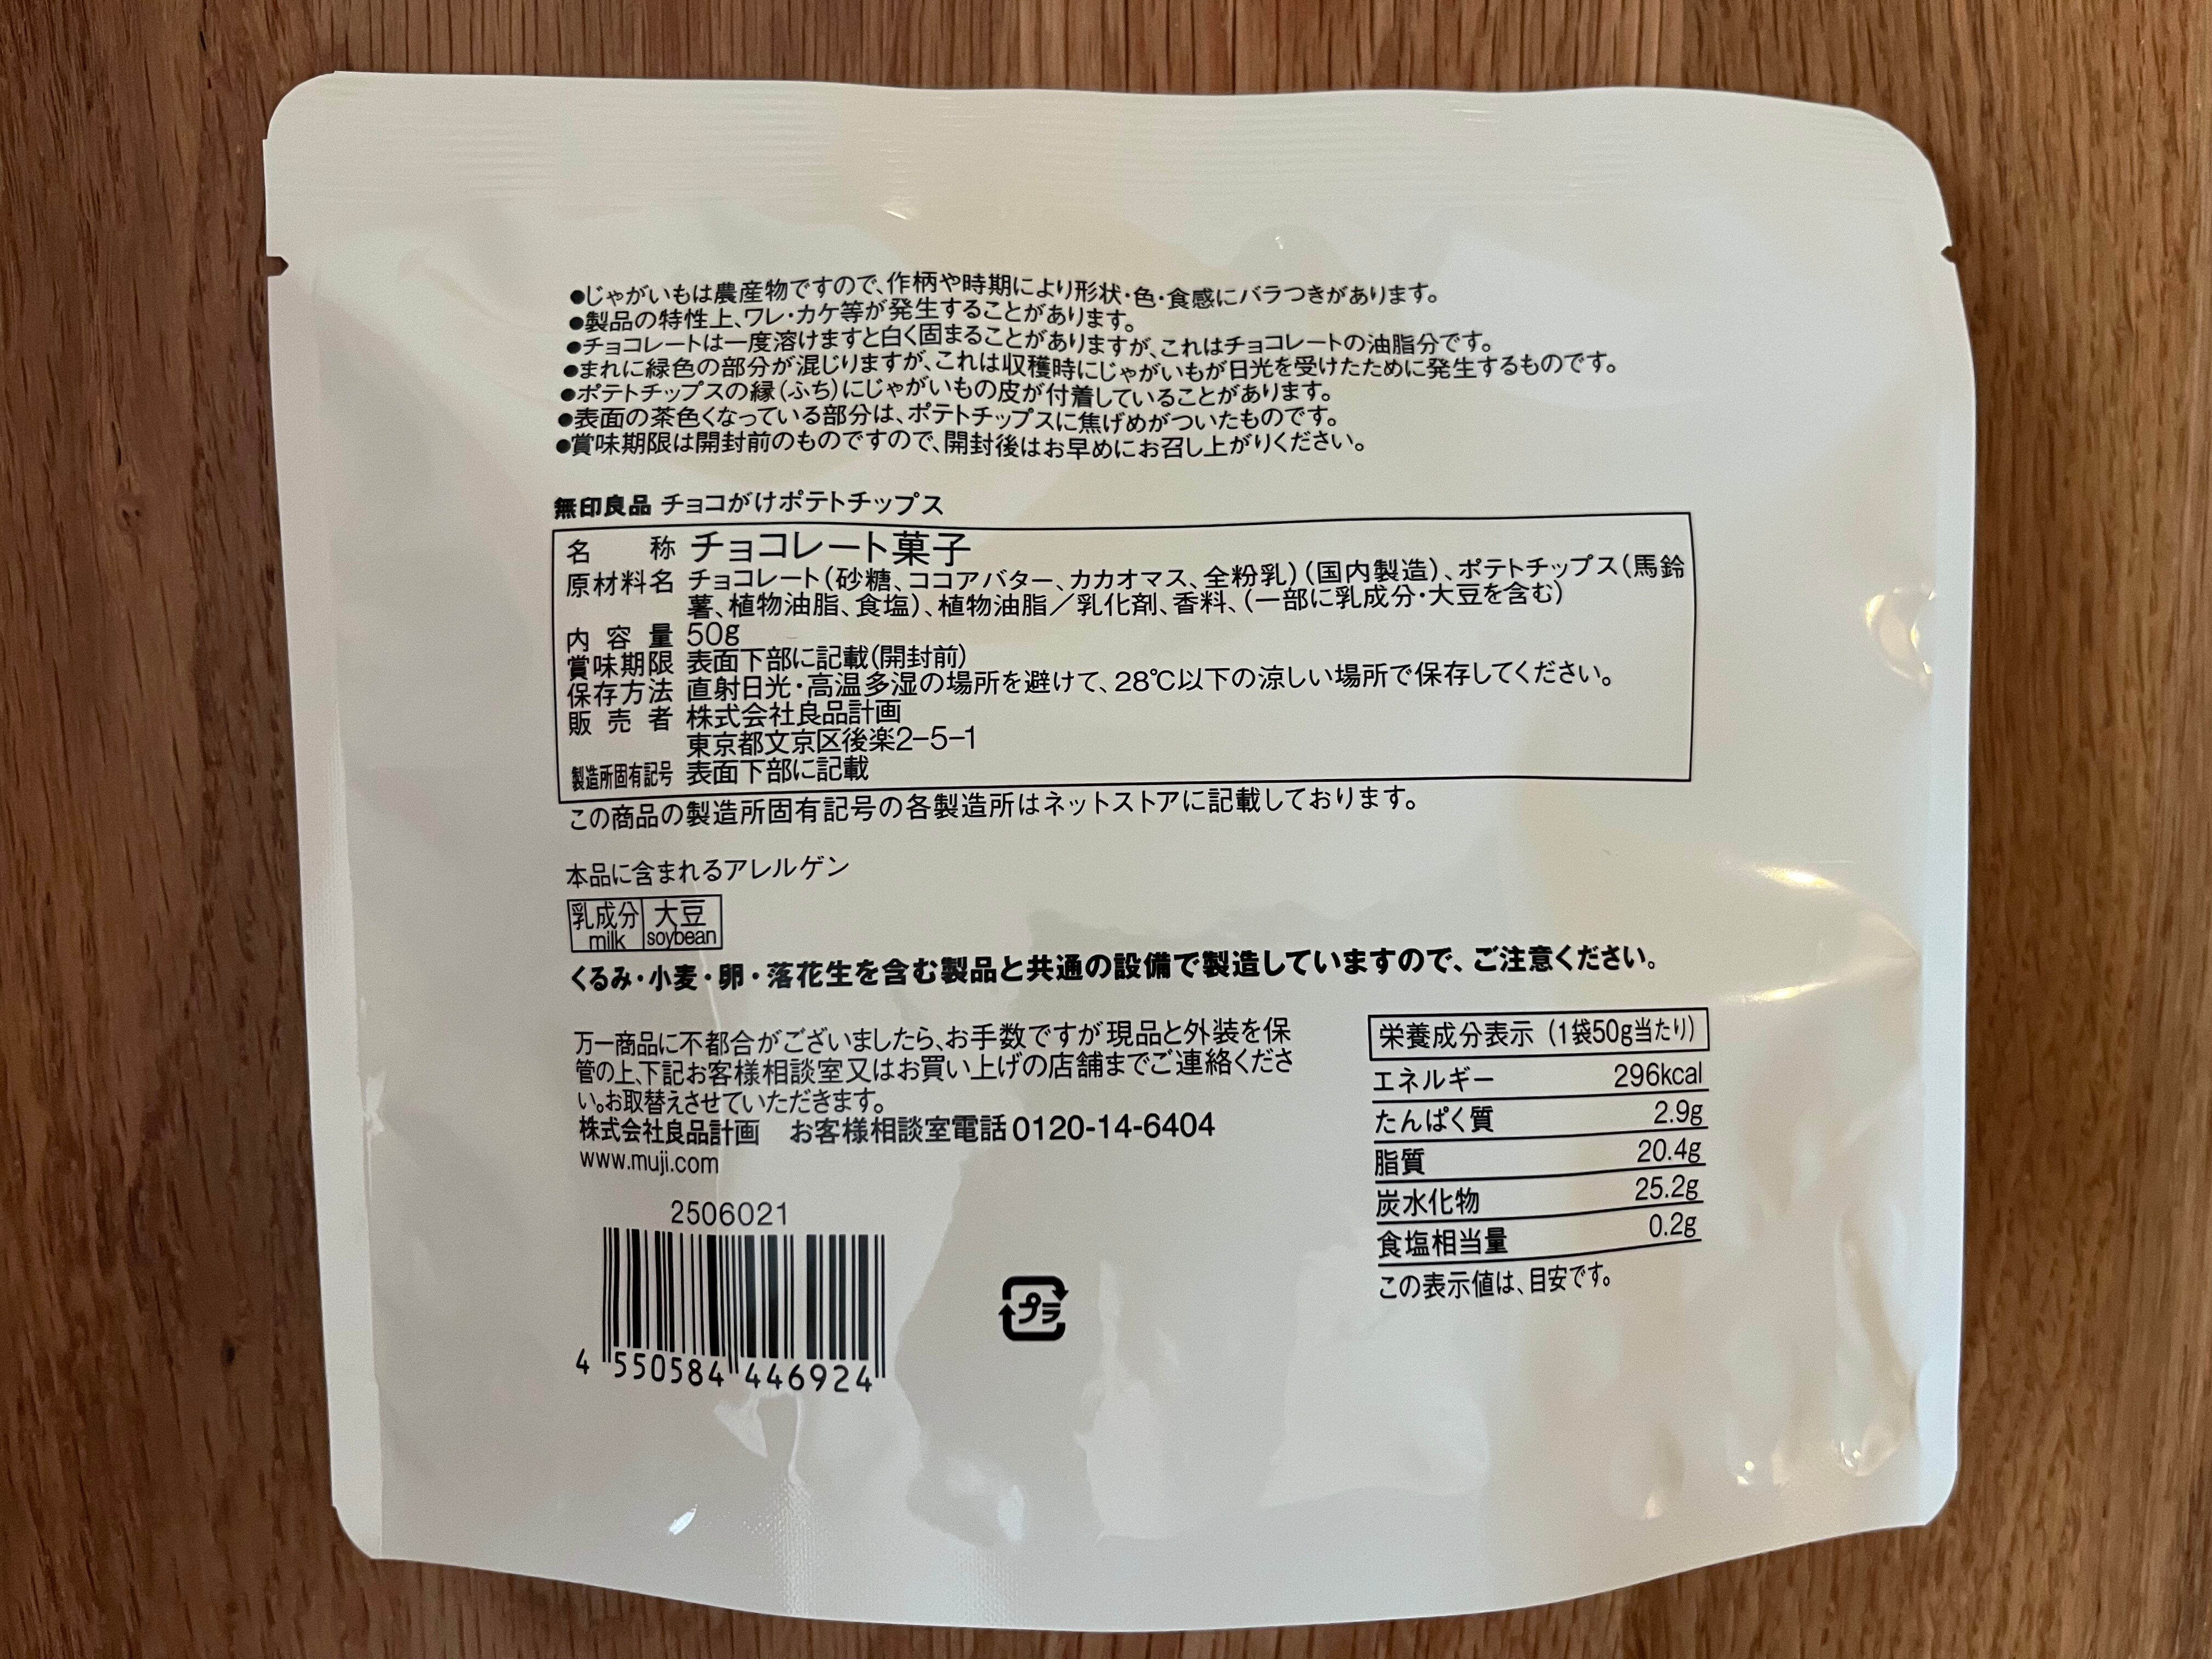 ●じゃがいもは農産物ですので、作柄や時期により形状・色・食感にバラつきがあります。
●製品の特性上、ワレ・カケ等が発生することがあります。
●チョコレートは一度溶けますと白く固まることがありますが、これはチョコレートの油脂分です。
●まれに緑色の部分が混じりますが、これは収穫時にじゃがいもが日光を受けたために発生するものです。
●ポテトチップスの縁(ふち)にじゃがいもの皮が付着していることがあります。
●表面の茶色くなっている部分は、ポテトチップスに焦げめがついたものです。
●賞味期限は開封前のものですので、開封後はお早めにお召し上がりください。
無印良品 チョコがけポテトチップス
名称 チョコレート菓子
原材料名 チョコレート(砂糖、ココアバター、カカオマス、全粉乳)(国内製造)、ポテトチップス(馬鈴
薯、植物油脂、食塩)、植物油脂/乳化剤、香料、(一部に乳成分・大豆を含む)
内容量 50g
賞味期限 表面下部に記載(開封前)
保存方法 直射日光・高温多湿の場所を避けて、28℃以下の涼しい場所で保存してください。
販売者 株式会社良品計画
東京都文京区後楽2-5-1
製造所固有記号 表面下部に記載
この商品の製造所固有記号の各製造所はネットストアに記載しております。
本品に含まれるアレルゲン
乳成分 大豆
milk soybean
くるみ・小麦・卵・落花生を含む製品と共通の設備で製造していますので、ご注意ください。
万一商品に不都合がございましたら、お手数ですが現品と外装を保
管の上、下記お客様相談室又はお買い上げの店舗までご連絡くださ
い。お取替えさせていただきます。
株式会社良品計画 お客様相談室電話0120-14-6404
www.muji.com
栄養成分表示 (1袋50g当たり)
エネルギー 296kcal
たんぱく質 2.9g
脂質 20.4g
炭水化物 25.2g
食塩相当量 0.2g
この表示値は、目安です。
2506021
4 550584 446924
プラ